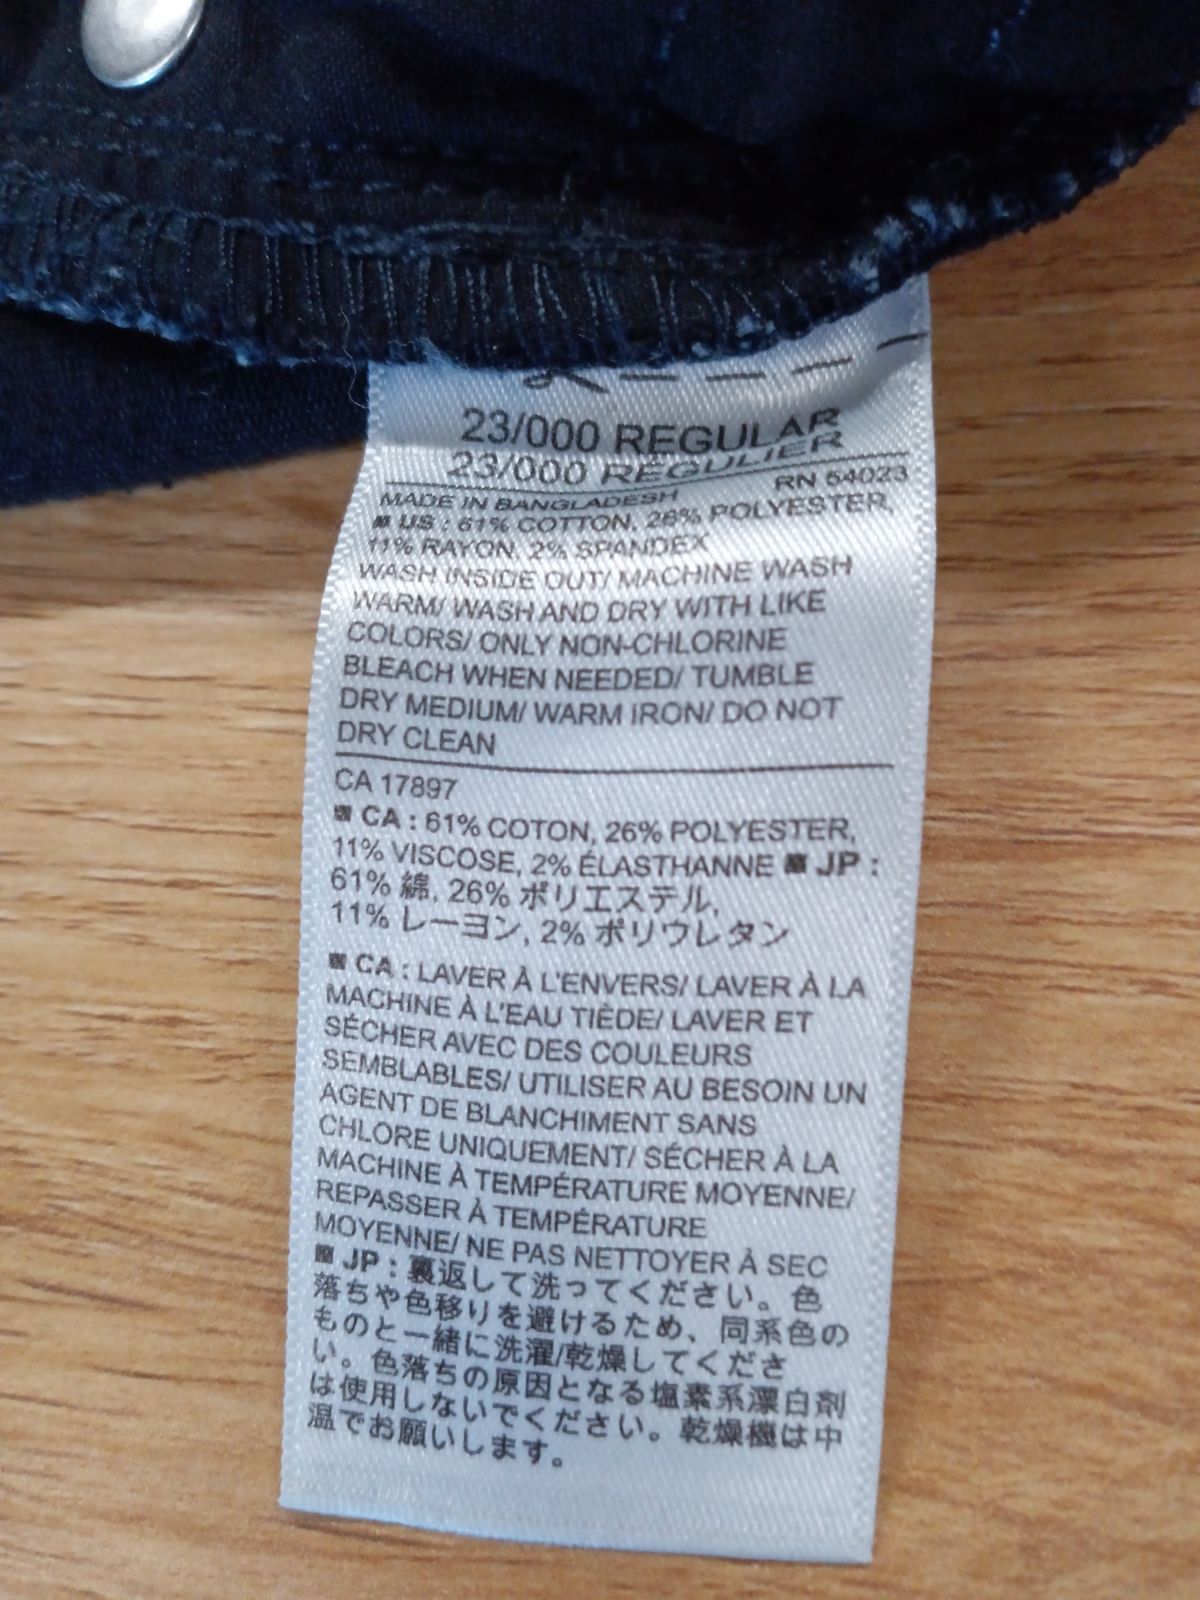 23/000 REGULAR
23/000 RÉGULIER
MADE IN BANGLADESH RN 54023
US : 61% COTTON, 26% POLYESTER,
11% RAYON, 2% SPANDEX
WASH INSIDE OUT/ MACHINE WASH
WARM/ WASH AND DRY WITH LIKE
COLORS/ ONLY NON-CHLORINE
BLEACH WHEN NEEDED/ TUMBLE
DRY MEDIUM/ WARM IRON/ DO NOT
DRY CLEAN
CA 17897
CA : 61% COTON, 26% POLYESTER,
11% VISCOSE, 2% ÉLASTHANNE JP :
61% 綿, 26% ポリエステル,
11% レーヨン, 2% ポリウレタン
CA : LAVER À L'ENVERS/ LAVER À LA
MACHINE À L'EAU TIÈDE/ LAVER ET
SÉCHER AVEC DES COULEURS
SEMBLABLES/ UTILISER AU BESOIN UN
AGENT DE BLANCHIMENT SANS
CHLORE UNIQUEMENT/ SÉCHER À LA
MACHINE À TEMPÉRATURE MOYENNE/
REPASSER À TEMPÉRATURE
MOYENNE/ NE PAS NETTOYER À SEC
JP : 裏返して洗ってください。色
落ちや色移りを避けるため、同系色の
ものと一緒に洗濯/乾燥してくださ
い。色落ちの原因となる塩素系漂白剤
は使用しないでください。乾燥機は中
温でお願いします。